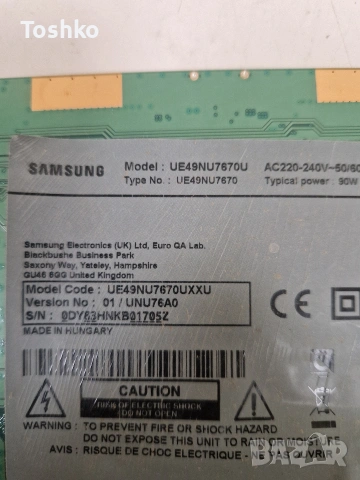 Toshko
SAMSUNG
Model : UE49NU7670U AC220-240V~50/60
Type No. : UE49NU7670 Typical power : 90W
Samsung Electronics (UK) Ltd, Euro QA Lab.
Blackbushe Business Park
Saxony Way, Yateley, Hampshire
GU46 6GG United Kingdom
Model Code : UE49NU7670UXXU
Version No : 01 / UNU76A0
S/N : 0DY63HNKB01705Z
MADE IN HUNGARY
CAUTION
RISK OF ELECTRIC SHOCK
DO NOT OPEN
WARNING : TO PREVENT FIRE OR SHOCK HAZARD
DO NOT EXPOSE THIS UNIT TO RAIN OR MOISTURE
AVIS : RISQUE DE CHOC ELECTRIQUE - NE PAS